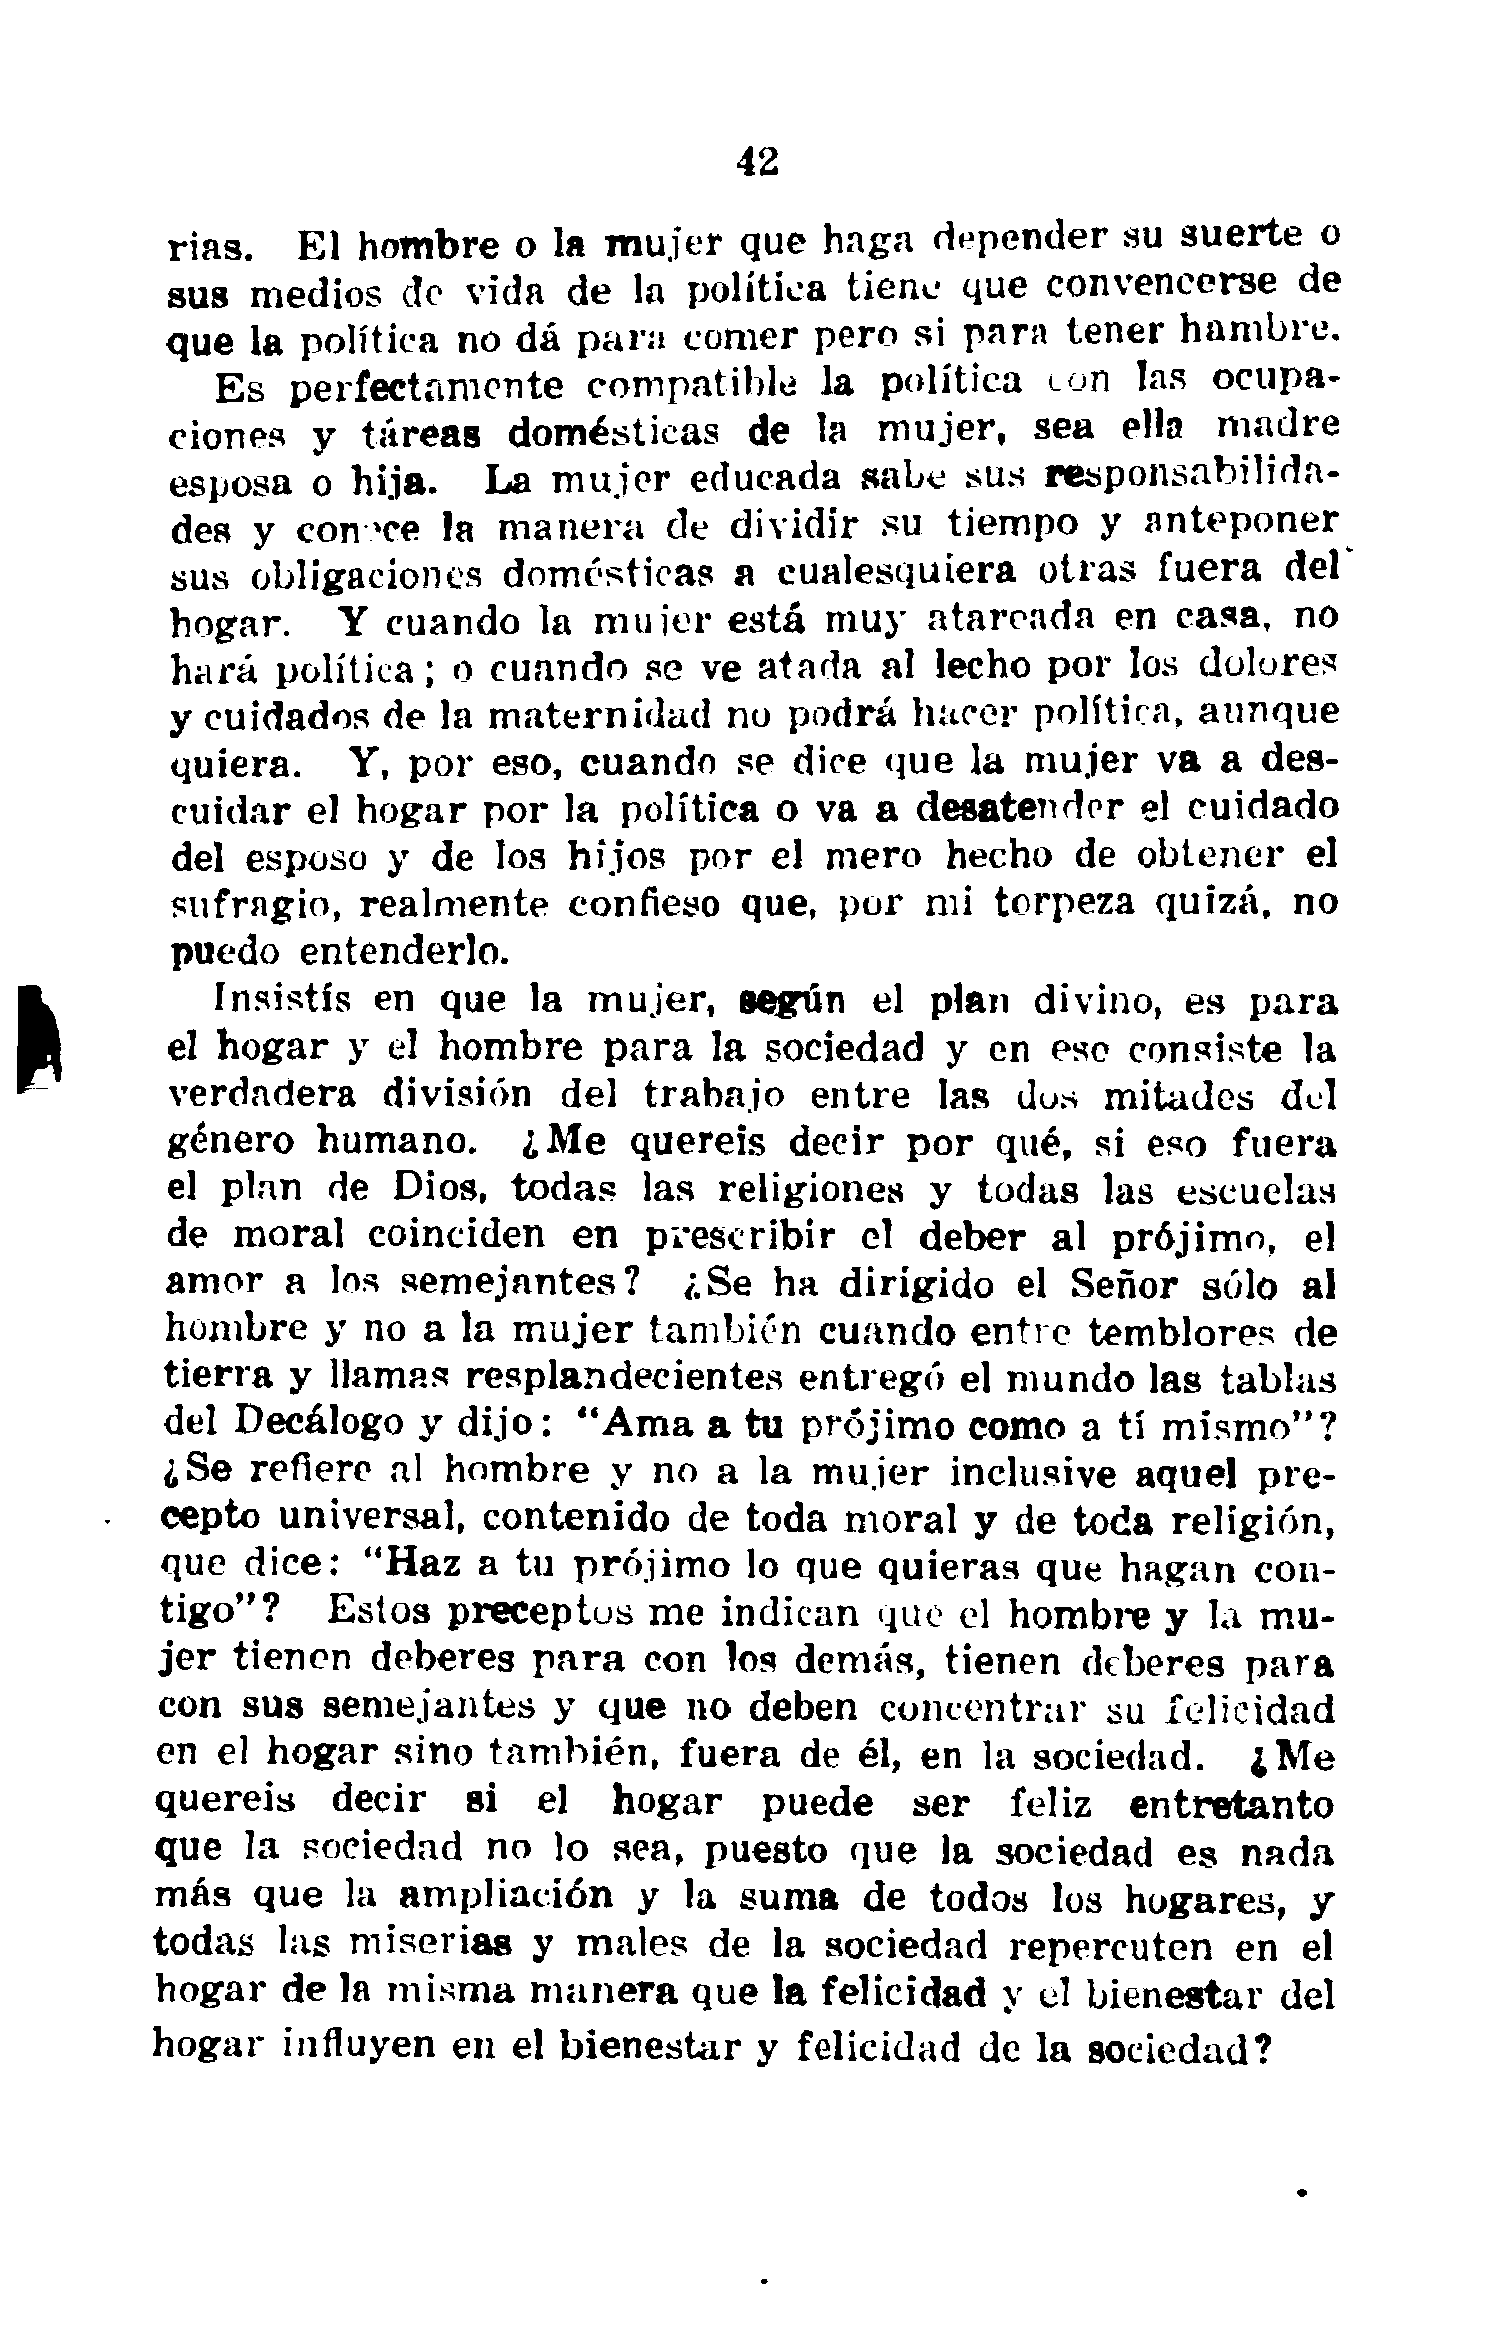 42
rias. El hombre o la mujer que haga depender su suerte o
sus medios de vida de la política tiene que convencerse de
que la política no dá para comer pero si para tener hambre.
Es perfectamente compatible la política con las ocupa-
ciones y táreas domésticas de la mujer, sea ella madre
esposa o hija. La mujer educada sabe sus responsabilida-
des y conoce la manera de dividir su tiempo y anteponer
sus obligaciones domésticas a cualesquiera otras fuera del
hogar. Y cuando la mujer está muy atareada en casa, no
hará política; o cuando se ve atada al lecho por los dolores
y cuidados de la maternidad no podrá hacer política, aunque
quiera. Y, por eso, cuando se dice que la mujer va a des-
cuidar el hogar por la política o va a desatender el cuidado
del esposo y de los hijos por el mero hecho de obtener el
sufragio, realmente confieso que, por mi torpeza quizá, no
puedo entenderlo.
Insistís en que la mujer, según el plan divino, es para
el hogar y el hombre para la sociedad y en eso consiste la
verdadera división del trabajo entre las dos mitades del
género humano. ¿Me quereis decir por qué, si eso fuera
el plan de Dios, todas las religiones y todas las escuelas
de moral coinciden en prescribir el deber al prójimo, el
amor a los semejantes? ¿Se ha dirigido el Señor sólo al
hombre y no a la mujer también cuando entre temblores de
tierra y llamas resplandecientes entregó el mundo las tablas
del Decálogo y dijo: "Ama a tu prójimo como a tí mismo"?
¿Se refiere al hombre y no a la mujer inclusive aquel pre-
cepto universal, contenido de toda moral y de toda religión,
que dice: "Haz a tu prójimo lo que quieras que hagan con-
tigo"? Estos preceptos me indican que el hombre y la mu-
jer tienen deberes para con los demás, tienen deberes para
con sus semejantes y que no deben concentrar su felicidad
en el hogar sino también, fuera de él, en la sociedad. ¿Me
quereis decir si el hogar puede ser feliz entretanto
que la sociedad no lo sea, puesto que la sociedad es nada
más que la ampliación y la suma de todos los hogares, y
todas las miserias y males de la sociedad repercuten en el
hogar de la misma manera que la felicidad y el bienestar del
hogar influyen en el bienestar y felicidad de la sociedad?